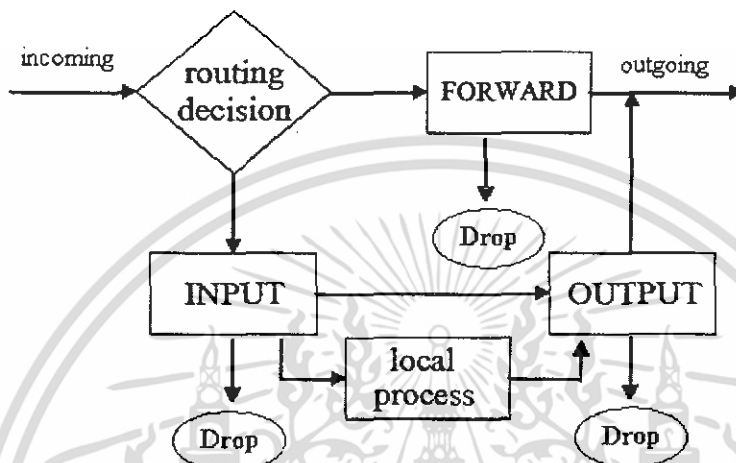 incoming
routing
decision
FORWARD
outgoing
Drop
INPUT
OUTPUT
local
process
Drop
Drop